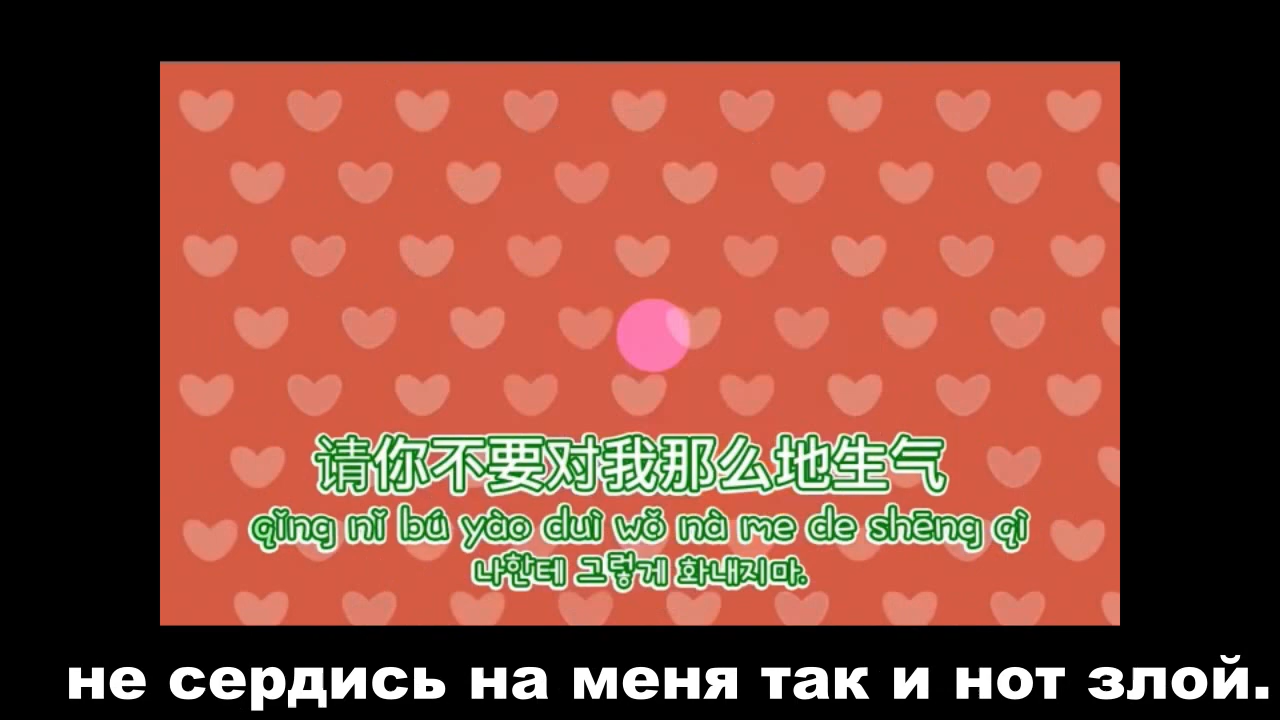 请你不要对我那么地生气
qǐng nǐ bú yào duì wǒ nà me de shēng qì
나한테 그렇게 화내지마.
не сердись на меня так и нот злой.